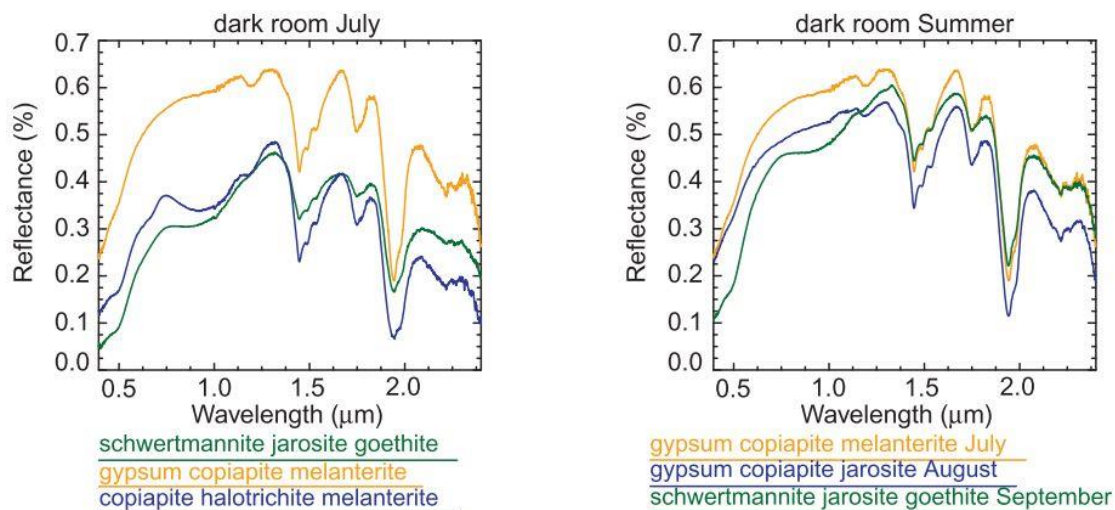 dark room July
0.7
0.6
0.5
0.4
0.3
0.2
0.1
0.0
Reflectance (%)
0.5 1.0 1.5 2.0
Wavelength (μm)
schwertmannite jarosite goethite
gypsum copiapite melanterite
copiapite halotrichite melanterite
dark room Summer
0.7
0.6
0.5
0.4
0.3
0.2
0.1
0.0
Reflectance (%)
0.5 1.0 1.5 2.0
Wavelength (μm)
gypsum copiapite melanterite July
gypsum copiapite jarosite August
schwertmannite jarosite goethite September